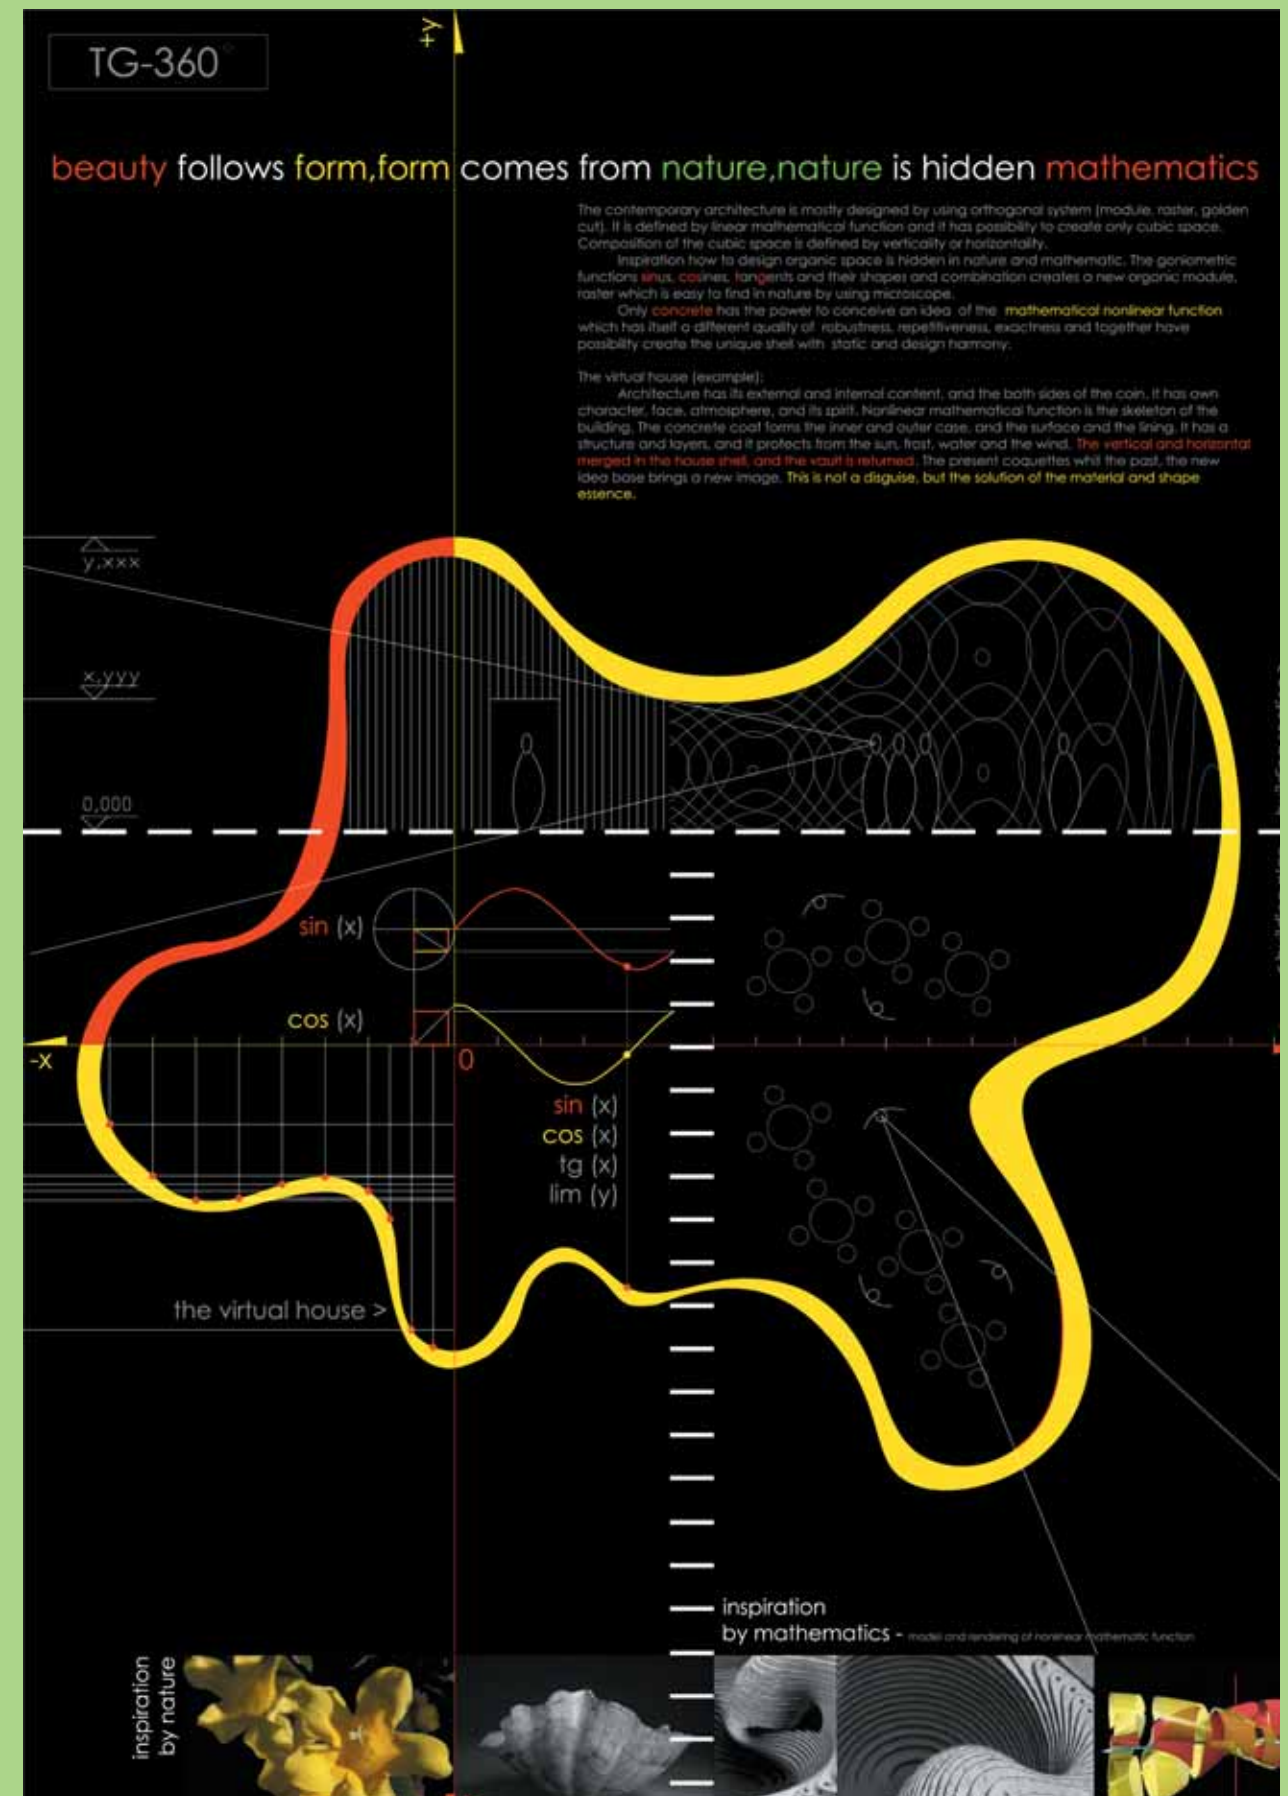 +y
TG-360°
beauty follows form,form comes from nature,nature is hidden mathematics
The contemporary architecture is mostly designed by using orthogonal system (module, raster, golden
cut). It is defined by linear mathematical function and it has possibility to create only cubic space.
Composition of the cubic space is defined by verticality or horizontality.
Inspiration how to design organic space is hidden in nature and mathematic. The goniometric
functions sinus, cosines, tangents and their shapes and combination creates a new organic module,
raster which is easy to find in nature by using microscope.
Only concrete has the power to conceive an idea of the mathematical nonlinear function
which has itself a different quality of robustness, repetitiveness, exactness and together have
possibility create the unique shell with static and design harmony.
The virtual house (example):
Architecture has its external and internal content, and the both sides of the coin. It has own
character, face, atmosphere, and its spirit. Nonlinear mathematical function is the skeleton of the
building. The concrete coat forms the inner and outer case, and the surface and the lining. It has a
structure and layers, and it protects from the sun, frost, water and the wind. The vertical and horizontal
merged in the house shell, and the vault is returned. The present coquettes whit the past, the new
idea base brings a new image. This is not a disguise, but the solution of the material and shape
essence.
y,xxx
x,yyy
0,000
sin (x)
cos (x)
-x
0
sin (x)
cos (x)
tg (x)
lim (y)
the virtual house >
inspiration
by mathematics - model and rendering of nonlinear mathematic function
inspiration
by nature